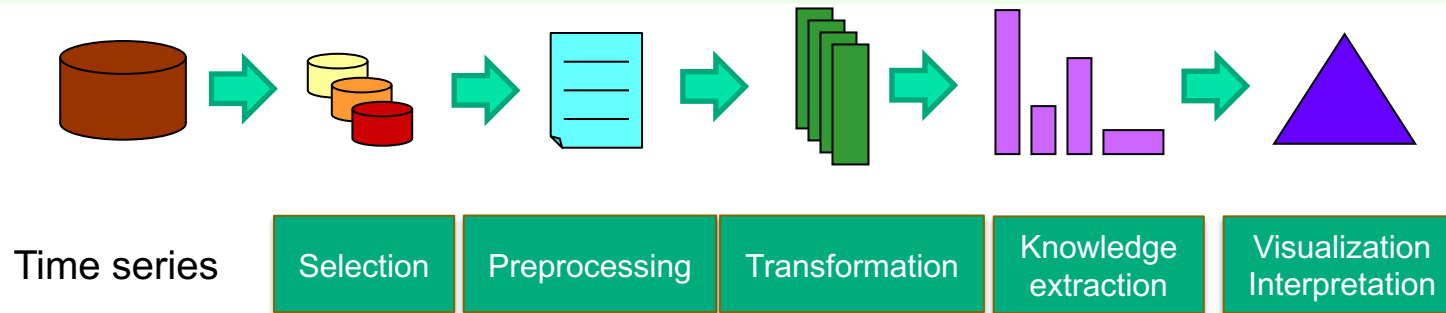 Time series
Selection
Preprocessing
Transformation
Knowledge
extraction
Visualization
Interpretation